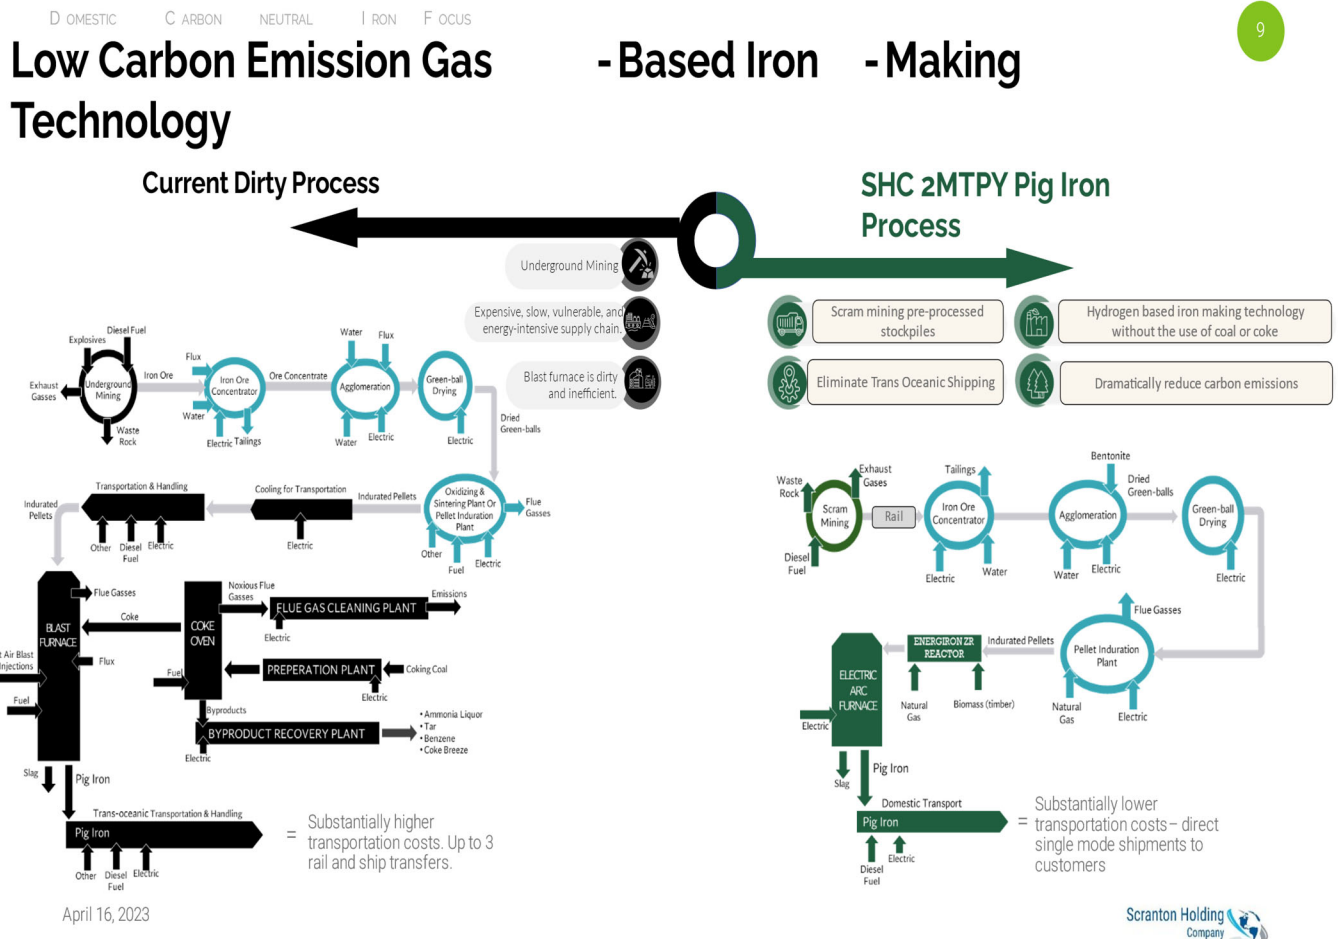 DOMESTIC CARBON NEUTRAL IRON FOCUS
9
Low Carbon Emission Gas -Based Iron -Making
Technology
Current Dirty Process
Underground Mining
Expensive, slow, vulnerable, and
energy-intensive supply chain.
Blast furnace is dirty
and inefficient.
Explosives
Diesel Fuel
Exhaust
Gases
Underground
Mining
Waste
Rock
Iron Ore
Flux
Water
Iron Ore
Concentrator
Electric
Tailings
Ore Concentrate
Water
Flux
Agglomeration
Water
Electric
Green-ball
Drying
Electric
Dried
Green-balls
Oxidizing &
Sintering Plant Or
Pellet Induration
Plant
Flue
Gasses
Other
Fuel
Electric
Indurated Pellets
Cooling for Transportation
Electric
Transportation & Handling
Other
Diesel
Fuel
Electric
Indurated
Pellets
BLAST
FURNACE
Flue Gasses
Coke
Flux
t Air Blast
Injections
Fuel
COKE
OVEN
Noxious Flue
Gasses
FLUE GAS CLEANING PLANT
Emissions
Electric
PREPERATION PLANT
Coking Coal
Electric
Fuel
Byproducts
BYPRODUCT RECOVERY PLANT
Electric
• Ammonia Liquor
• Tar
• Benzene
• Coke Breeze
Slag
Pig Iron
Trans-oceanic Transportation & Handling
Pig Iron
Other
Diesel
Fuel
Electric
=
Substantially higher
transportation costs. Up to 3
rail and ship transfers.
SHC 2MTPY Pig Iron
Process
Scram mining pre-processed
stockpiles
Hydrogen based iron making technology
without the use of coal or coke
Eliminate Trans Oceanic Shipping
Dramatically reduce carbon emissions
Waste
Rock
Exhaust
Gases
Scram
Mining
Diesel
Fuel
Rail
Tailings
Iron Ore
Concentrator
Electric
Water
Bentonite
Dried
Green-balls
Agglomeration
Water
Electric
Green-ball
Drying
Electric
Flue Gasses
Pellet Induration
Plant
Natural
Gas
Electric
Indurated Pellets
ENERGIRON ZR
REACTOR
Natural
Gas
Biomass (timber)
ELECTRIC
ARC
FURNACE
Electric
Slag
Pig Iron
Domestic Transport
Pig Iron
Diesel
Fuel
Electric
=
Substantially lower
transportation costs – direct
single mode shipments to
customers
April 16, 2023
Scranton Holding
Company